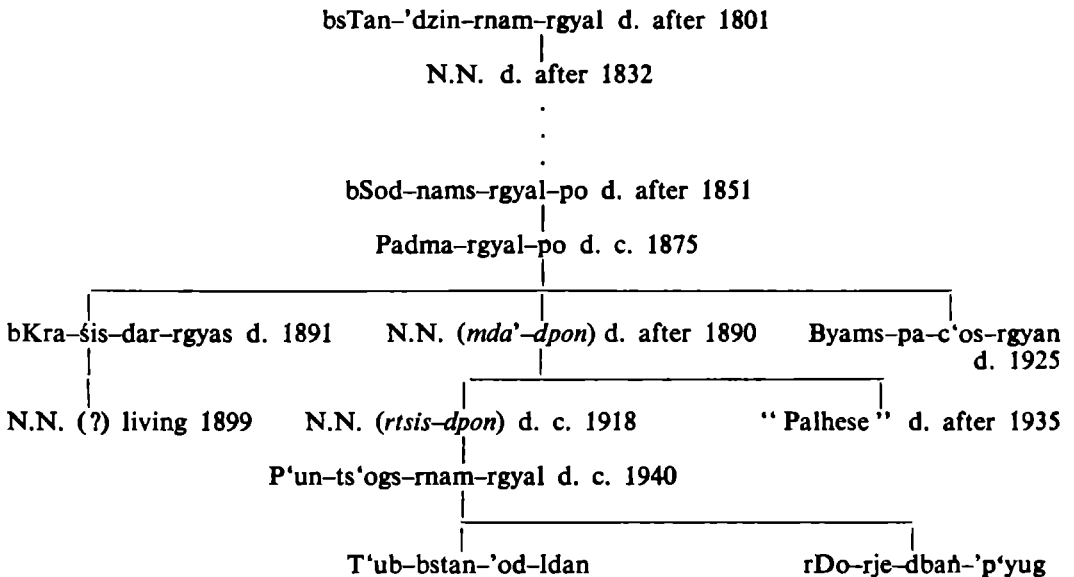 bsTan–'dzin–rnam–rgyal d. after 1801
N.N. d. after 1832
.
.
.
bSod–nams–rgyal–po d. after 1851
Padma–rgyal–po d. c. 1875
bKra–śis–dar–rgyas d. 1891 N.N. (mda'–dpon) d. after 1890 Byams–pa–c‘os–rgyan
d. 1925
N.N. (?) living 1899 N.N. (rtsis–dpon) d. c. 1918 “Palhese” d. after 1935
P‘un–ts‘ogs–rnam–rgyal d. c. 1940
T‘ub–bstan–'od–ldan rDo–rje–dbaṅ–'p‘yug